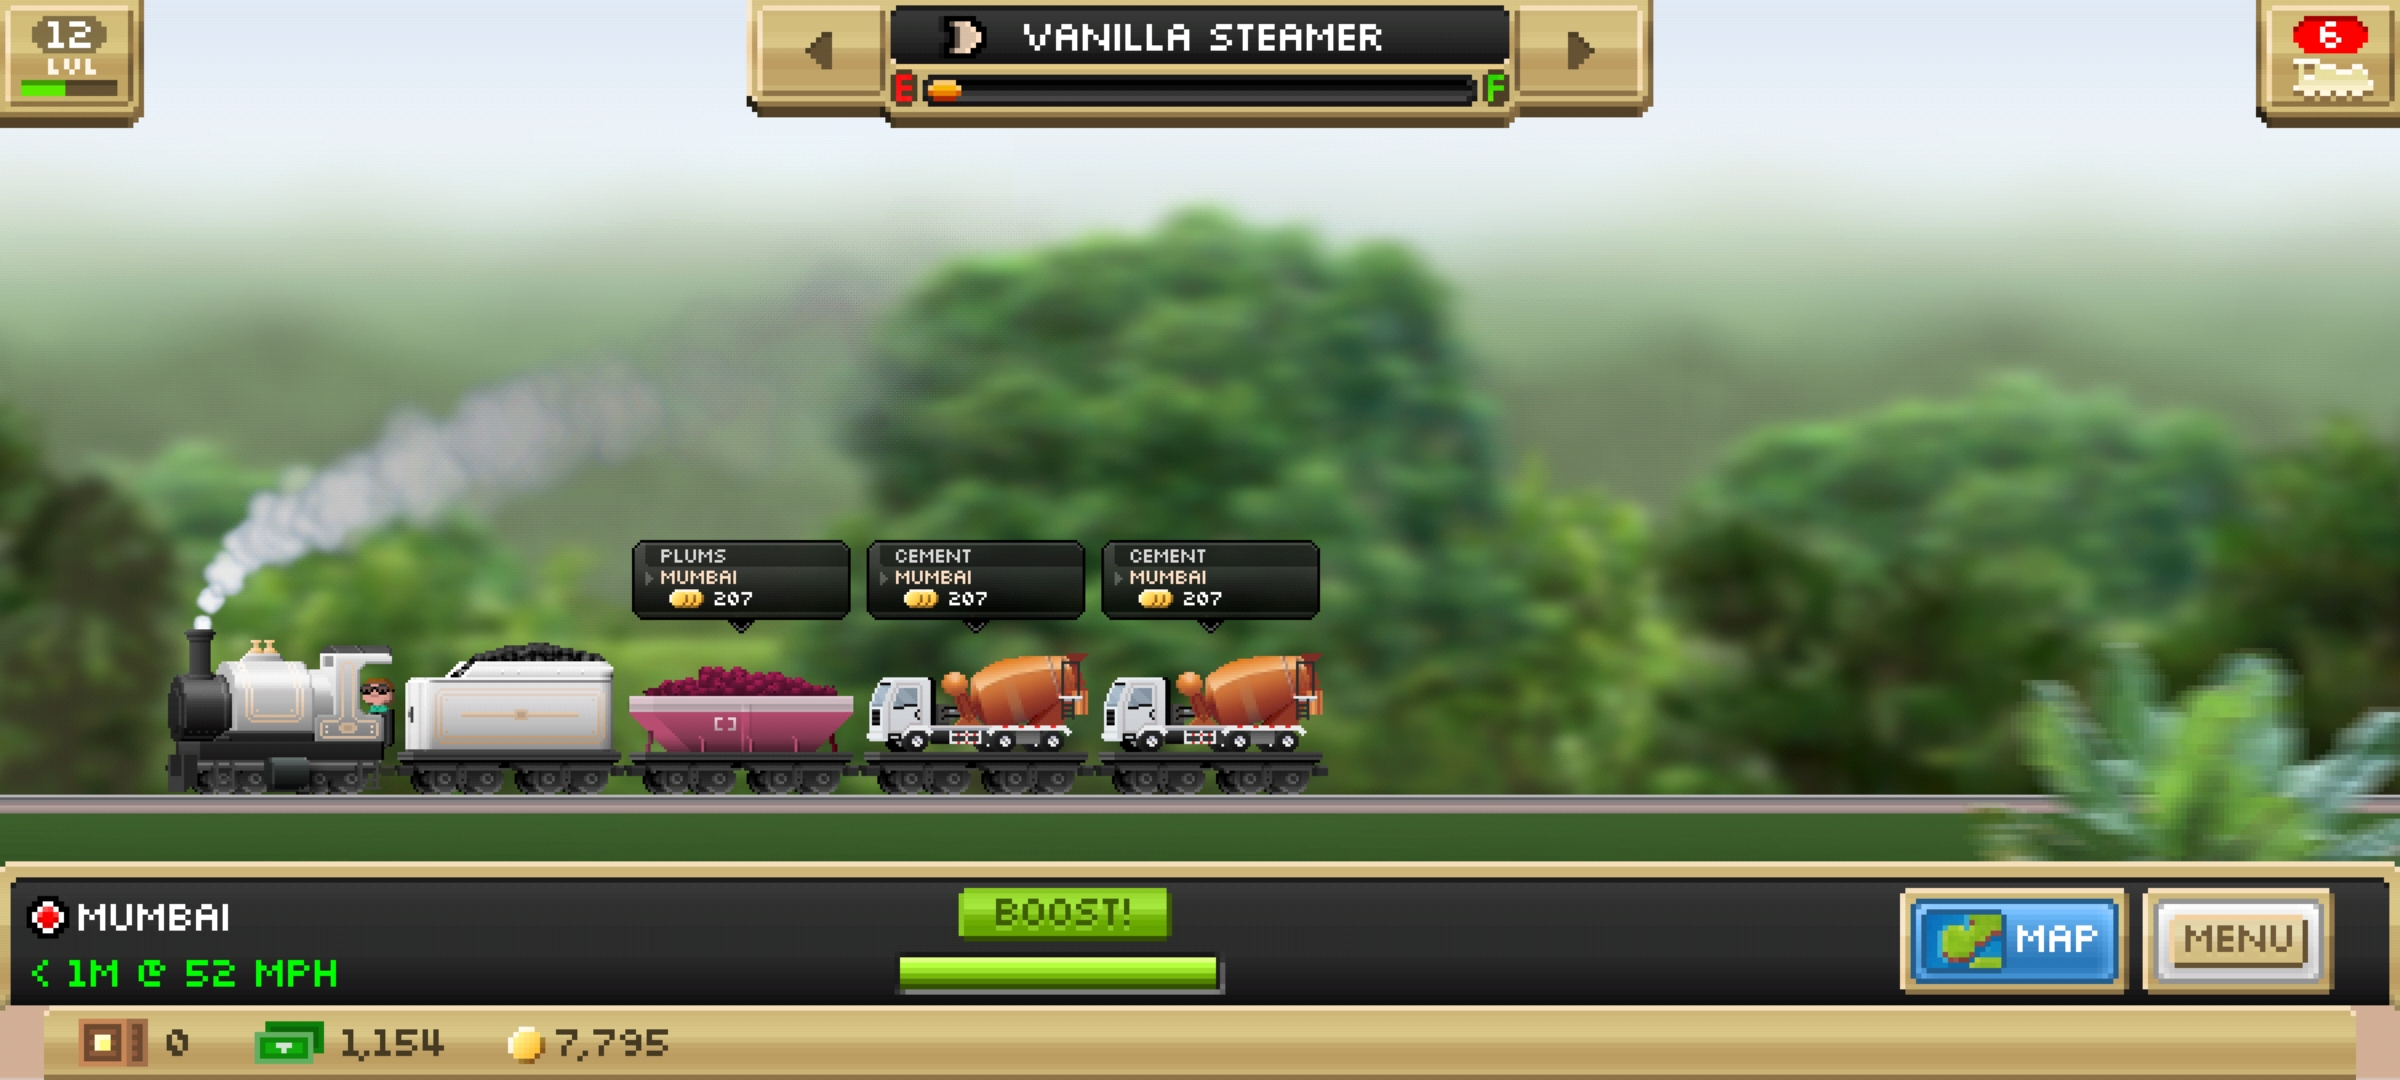 12
LVL
VANILLA STEAMER
E F
6
PLUMS
MUMBAI
207
CEMENT
MUMBAI
207
CEMENT
MUMBAI
207
MUMBAI
< 1M @ 52 MPH
BOOST!
MAP
MENU
0
1,154
7,795